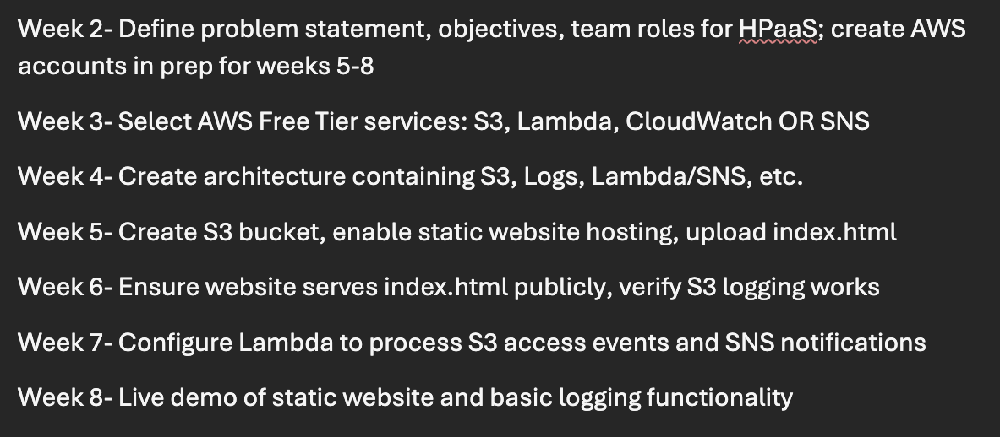 Week 2- Define problem statement, objectives, team roles for HPaaS; create AWS
accounts in prep for weeks 5-8
Week 3- Select AWS Free Tier services: S3, Lambda, CloudWatch OR SNS
Week 4- Create architecture containing S3, Logs, Lambda/SNS, etc.
Week 5- Create S3 bucket, enable static website hosting, upload index.html
Week 6- Ensure website serves index.html publicly, verify S3 logging works
Week 7- Configure Lambda to process S3 access events and SNS notifications
Week 8- Live demo of static website and basic logging functionality